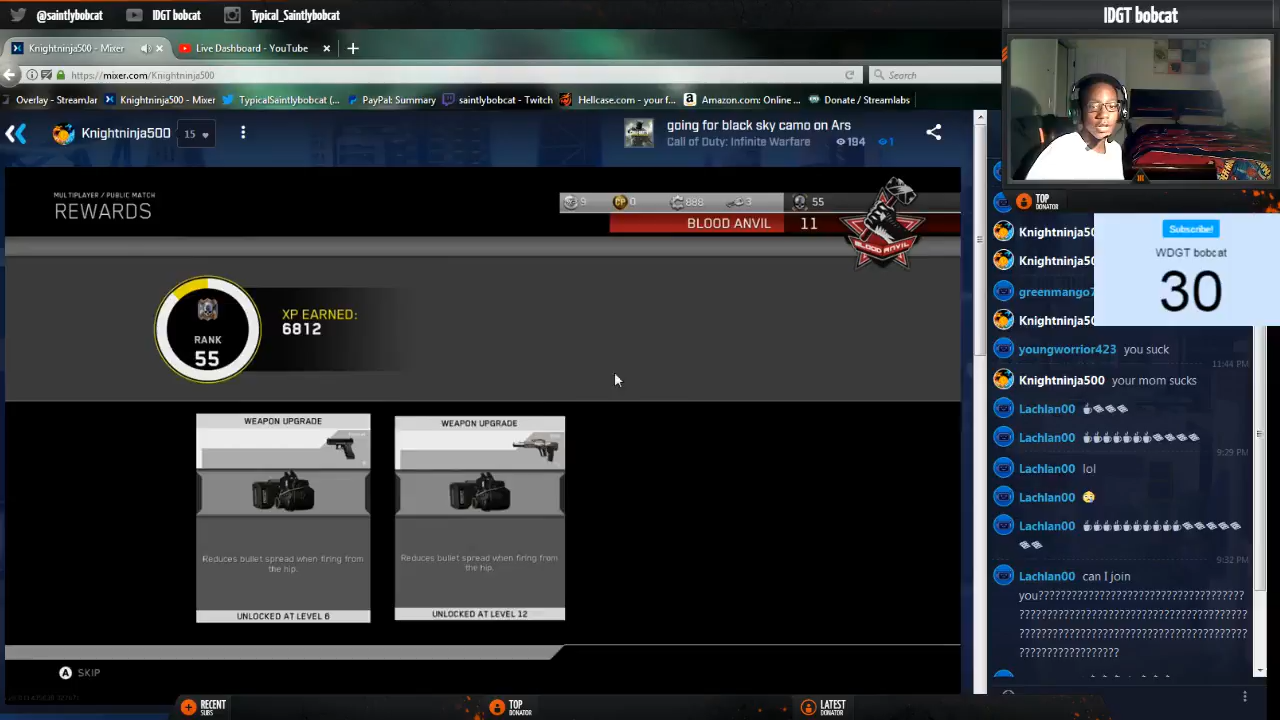 @saintlybobcat IDGT bobcat Typical_Saintlybobcat
IDGT bobcat
Knightninja500 - Mixer
Live Dashboard - YouTube
https://mixer.com/Knightninja500
Search
Overlay - StreamJar
Knightninja500 - Mixer
TypicalSaintlybobcat (...
PayPal: Summary
saintlybobcat - Twitch
Hellcase.com - your f...
Amazon.com: Online ...
Donate / Streamlabs
Knightninja500
15
going for black sky camo on Ars
Call of Duty: Infinite Warfare
194
1
MULTIPLAYER / PUBLIC MATCH
REWARDS
9 0 888 3 55
BLOOD ANVIL 11
BLOOD ANVIL
RANK
55
XP EARNED:
6812
WEAPON UPGRADE
Reduces bullet spread when firing from
the hip.
UNLOCKED AT LEVEL 6
WEAPON UPGRADE
Reduces bullet spread when firing from
the hip.
UNLOCKED AT LEVEL 12
A SKIP
TOP
DONATOR
Subscribe!
WDGT bobcat
30
Knightninja50
Knightninja50
greenmango7
Knightninja50
youngworrior423 you suck
11:44 PM
Knightninja500 your mom sucks
Lachlan00
Lachlan00
9:29 PM
Lachlan00 lol
Lachlan00
Lachlan00
9:32 PM
Lachlan00 can I join
you???????????????????????????????????
???????????????????????????????????????
???????????????????????????????????????
??????????????????
RECENT
SUBS
TOP
DONATOR
LATEST
DONATOR